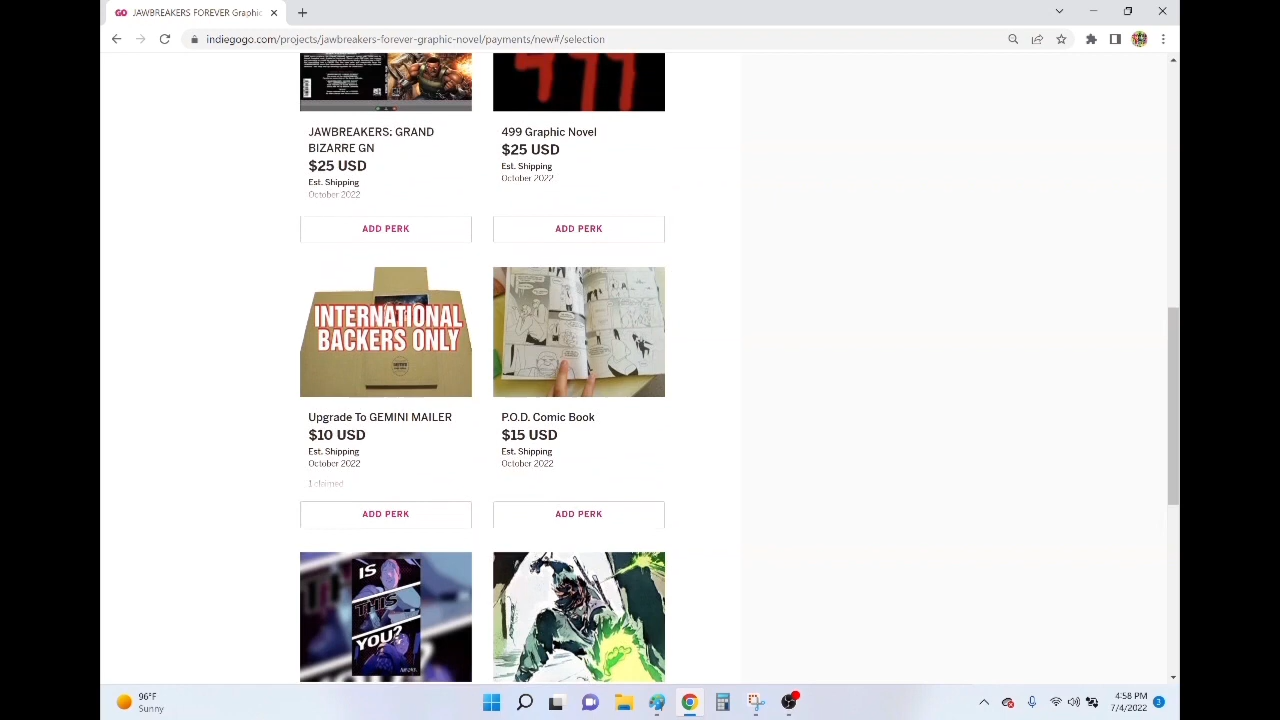 JAWBREAKERS FOREVER Graphic
indiegogo.com/projects/jawbreakers-forever-graphic-novel/payments/new#/selection
499
JAWBREAKERS: GRAND
BIZARRE GN
$25 USD
Est. Shipping
October 2022
ADD PERK
499 Graphic Novel
$25 USD
Est. Shipping
October 2022
ADD PERK
INTERNATIONAL
BACKERS ONLY
Upgrade To GEMINI MAILER
$10 USD
Est. Shipping
October 2022
1 claimed
ADD PERK
P.O.D. Comic Book
$15 USD
Est. Shipping
October 2022
ADD PERK
IS
THIS
YOU?
96°F
Sunny
4:58 PM
7/4/2022
3